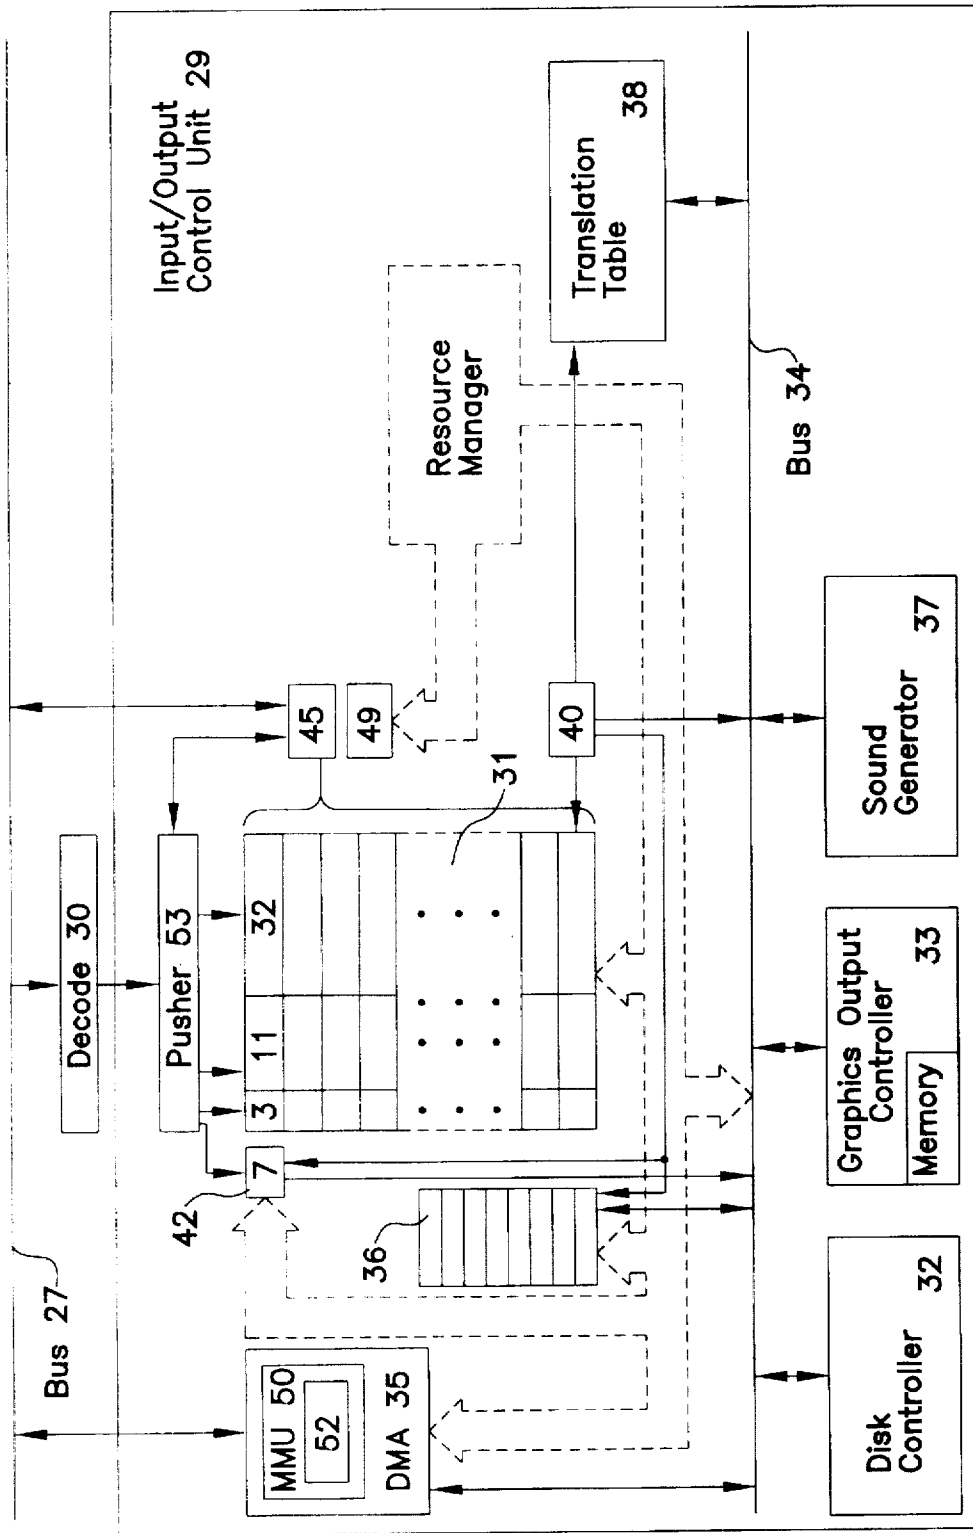 Bus 27
Input/Output
Control Unit 29
Decode 30
Pusher 53
42
7
3
11
32
45
49
MMU 50
52
DMA 35
36
31
40
Resource
Manager
Translation
Table
38
Bus 34
Disk
Controller
32
Graphics Output
Controller
33
Memory
Sound
Generator
37